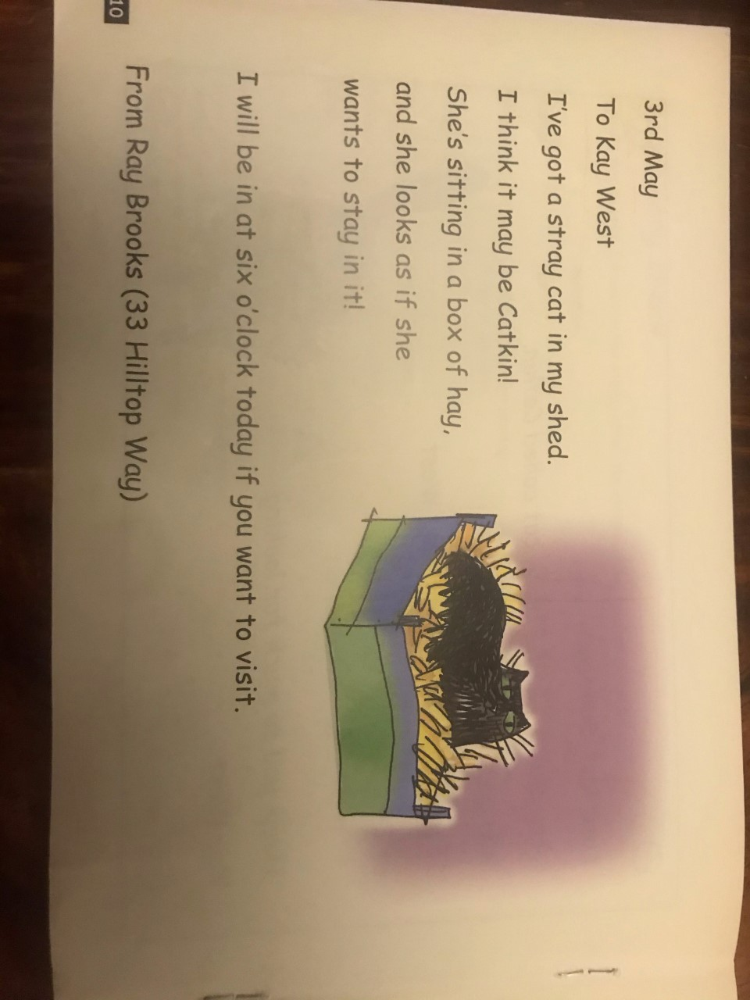 3rd May
To Kay West
I've got a stray cat in my shed.
I think it may be Catkin!
She's sitting in a box of hay,
and she looks as if she
wants to stay in it!
I will be in at six o'clock today if you want to visit.
From Ray Brooks (33 Hilltop Way)
10